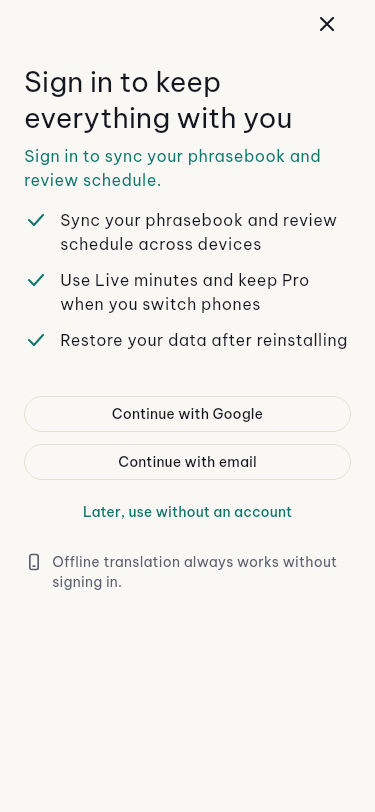 Sign in to keep
everything with you
Sign in to sync your phrasebook and
review schedule.
Sync your phrasebook and review
schedule across devices
Use Live minutes and keep Pro
when you switch phones
Restore your data after reinstalling
Continue with Google
Continue with email
Later, use without an account
Offline translation always works without
signing in.